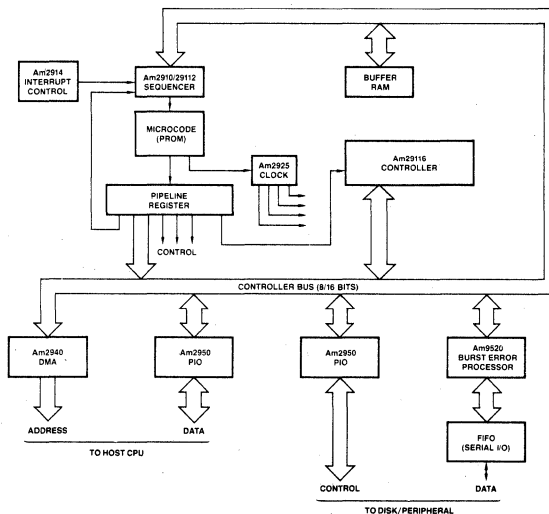 Am2914
INTERRUPT
CONTROL
Am2910/29112
SEQUENCER
BUFFER
RAM
MICROCODE
(PROM)
Am2925
CLOCK
Am29116
CONTROLLER
PIPELINE
REGISTER
CONTROL
CONTROLLER BUS (8/16 BITS)
Am2940
DMA
Am2950
PIO
Am2950
PIO
Am9520
BURST ERROR
PROCESSOR
ADDRESS
DATA
FIFO
(SERIAL I/O)
TO HOST CPU
CONTROL
DATA
TO DISK/PERIPHERAL